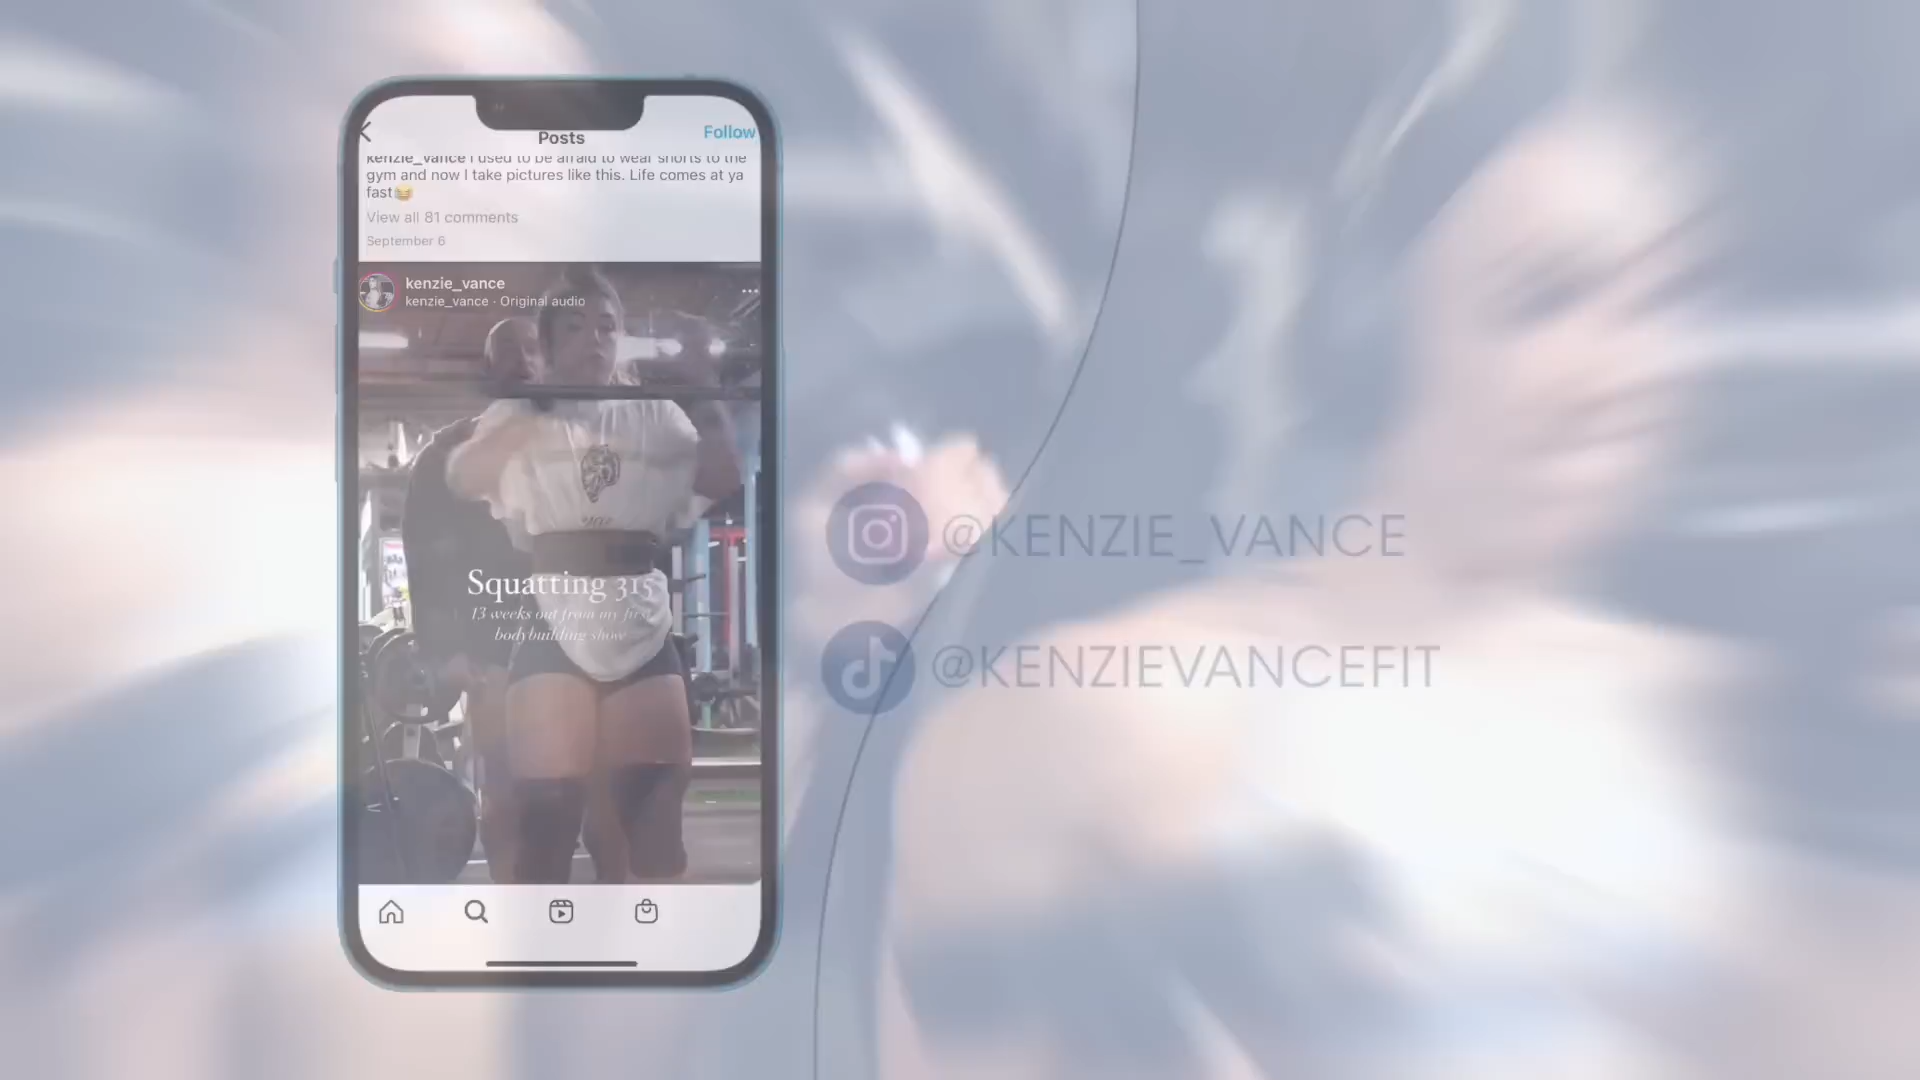 Posts
Follow
kenzie_vance I used to be afraid to wear shorts to the
gym and now I take pictures like this. Life comes at ya
fast😂
View all 81 comments
September 6
kenzie_vance
kenzie_vance · Original audio
Squatting 315
13 weeks out from my first
bodybuilding show
@KENZIE_VANCE
@KENZIEVANCEFIT